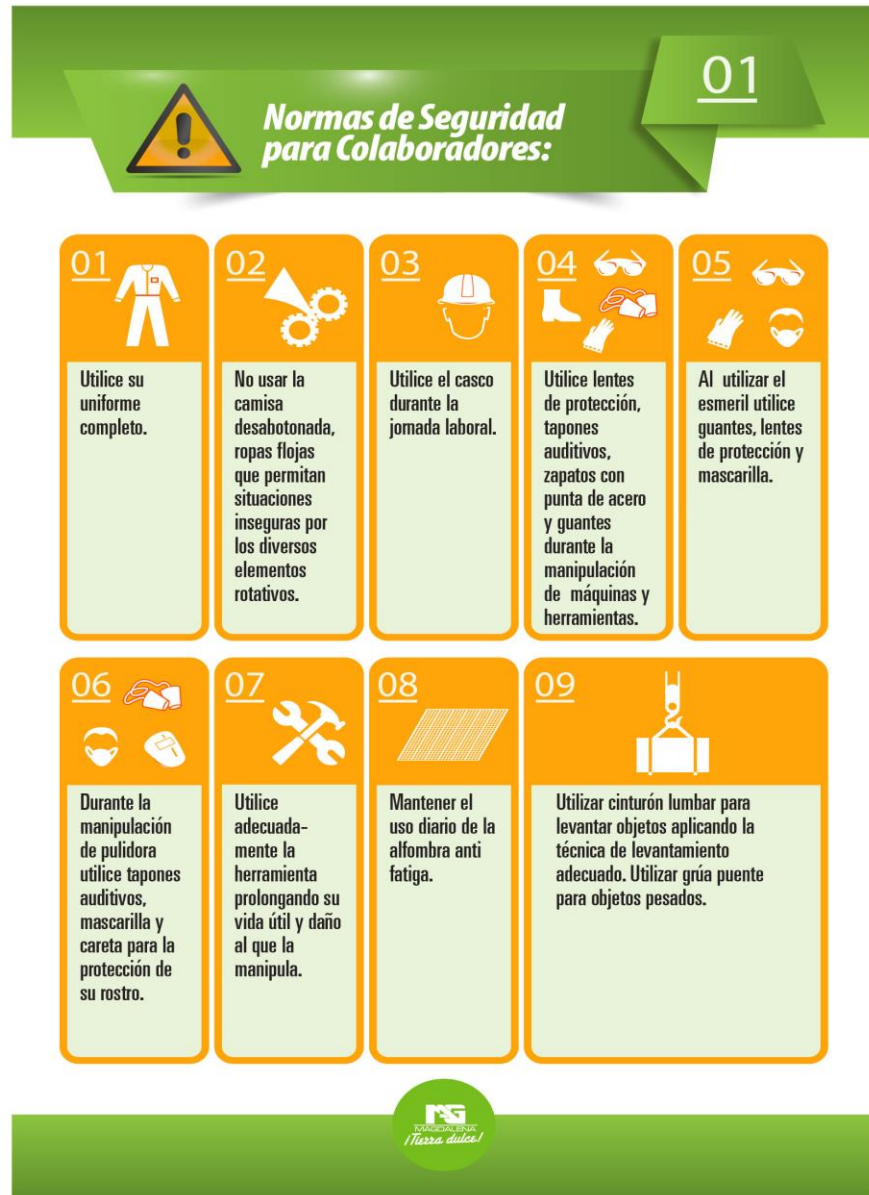 01
Normas de Seguridad
para Colaboradores:
01
Utilice su
uniforme
completo.
02
No usar la
camisa
desabotonada,
ropas flojas
que permitan
situaciones
inseguras por
los diversos
elementos
rotativos.
03
Utilice el casco
durante la
jornada laboral.
04
Utilice lentes
de protección,
tapones
auditivos,
zapatos con
punta de acero
y guantes
durante la
manipulación
de máquinas y
herramientas.
05
Al utilizar el
esmeril utilice
guantes, lentes
de protección y
mascarilla.
06
Durante la
manipulación
de pulidora
utilice tapones
auditivos,
mascarilla y
careta para la
protección de
su rostro.
07
Utilice
adecuada-
mente la
herramienta
prolongando su
vida útil y daño
al que la
manipula.
08
Mantener el
uso diario de la
alfombra anti
fatiga.
09
Utilizar cinturón lumbar para
levantar objetos aplicando la
técnica de levantamiento
adecuado. Utilizar grúa puente
para objetos pesados.
MAGDALENA
¡Tierra dulce!